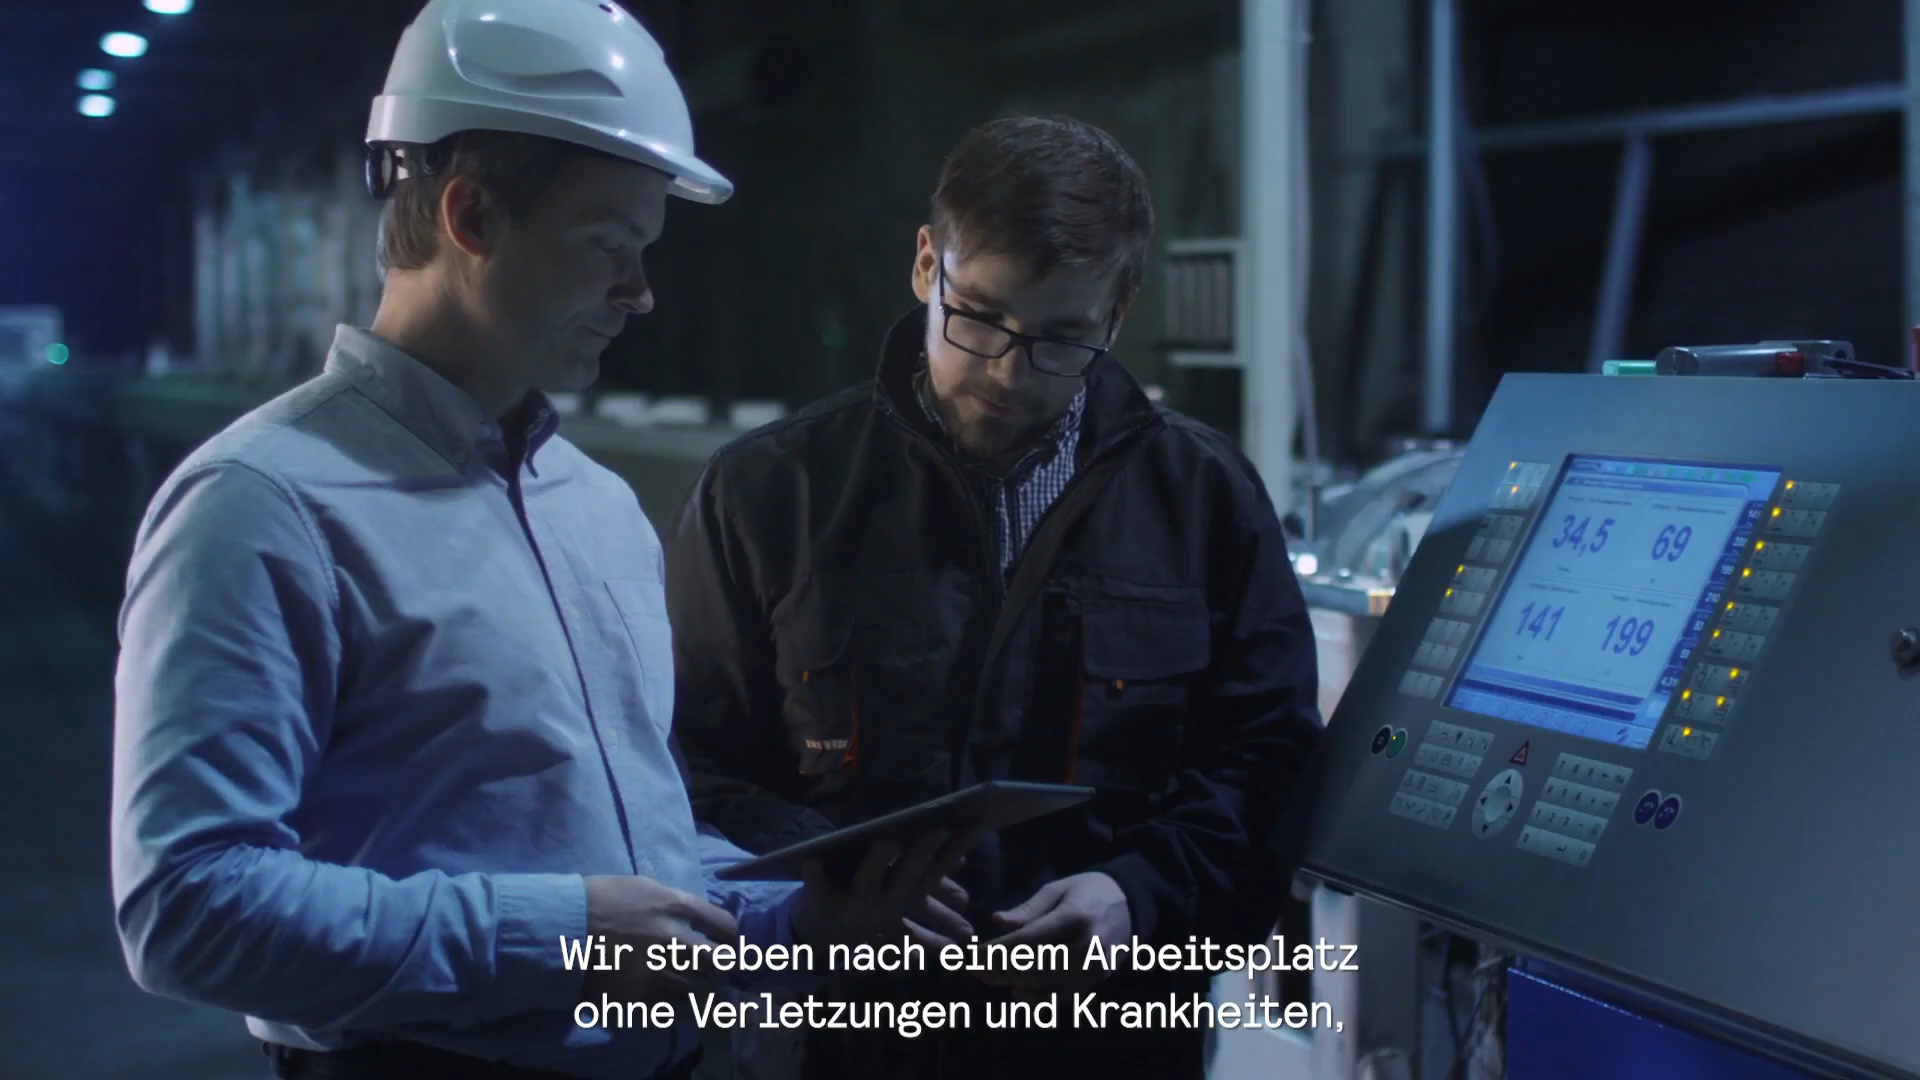 34,5 69
141 199
Wir streben nach einem Arbeitsplatz
ohne Verletzungen und Krankheiten,